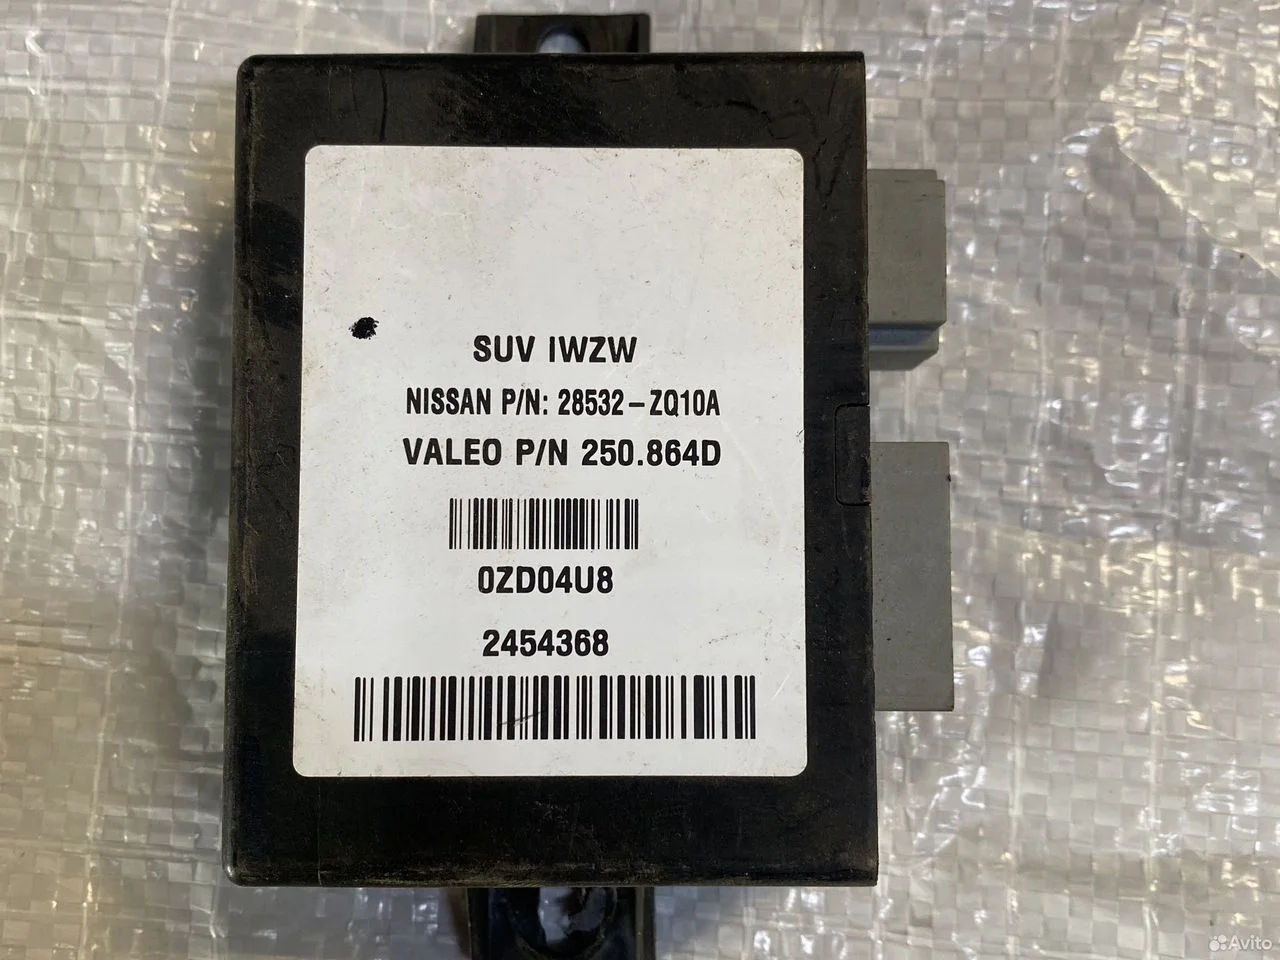 SUV IWZW
NISSAN P/N: 28532-ZQ10A
VALEO P/N 250.864D
0ZD04U8
2454368
Avito